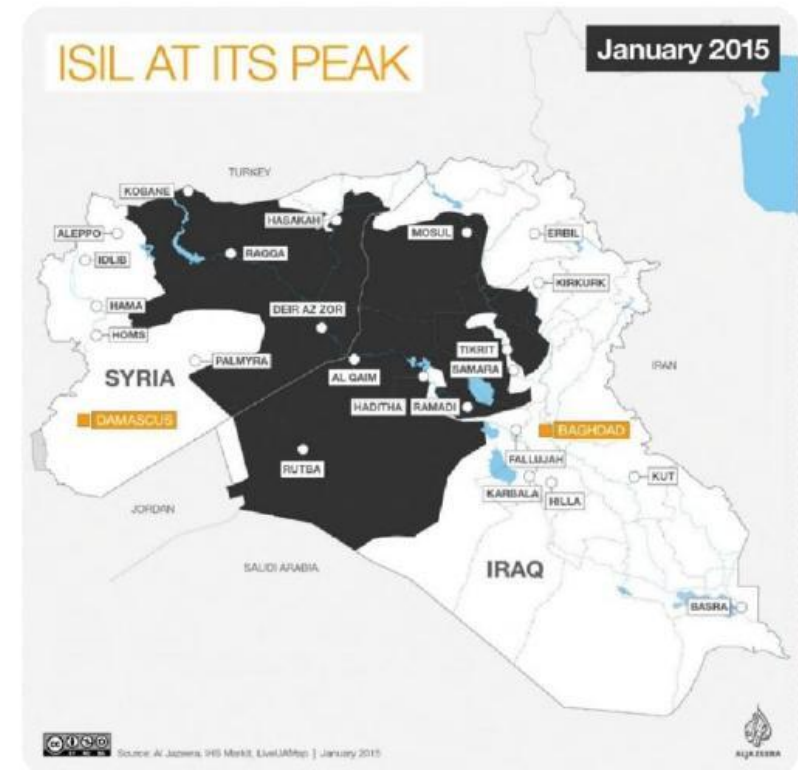 ISIL AT ITS PEAK
January 2015
TURKEY
KOBANE
HASAKAH
ALEPPO
MOSUL
ERBIL
IDLIB
RAGGA
KIRKURK
HAMA
DEIR AZ ZOR
HOMS
TIKRIT
PALMYRA
IRAN
SAMARA
SYRIA
AL QAIM
HADITHA
RAMADI
DAMASCUS
BAGHDAD
FALLUJAH
RUTBA
KUT
KARBALA
HILLA
JORDAN
SAUDI ARABIA
IRAQ
BASRA
Source: Al Jazeera, IHS Markit, LiveUAMap | January 2015
ALJAZEERA